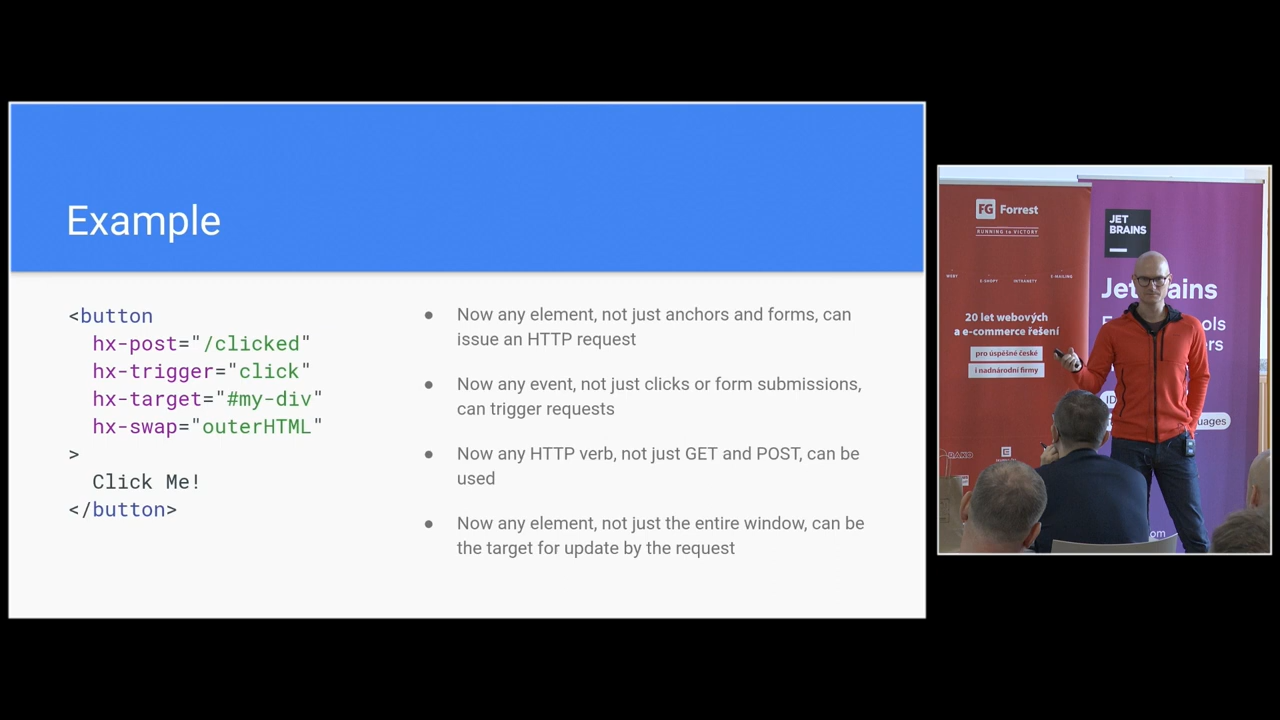 Example
<button
hx-post="/clicked"
hx-trigger="click"
hx-target="#my-div"
hx-swap="outerHTML"
>
Click Me!
</button>
Now any element, not just anchors and forms, can
issue an HTTP request
Now any event, not just clicks or form submissions,
can trigger requests
Now any HTTP verb, not just GET and POST, can be
used
Now any element, not just the entire window, can be
the target for update by the request
FG Forrest
RUNNING to VICTORY
WEBY
E-SHOPY
INTRANETY
E-MAILING
20 let webových
a e-commerce řešení
pro úspěšné české
i nadnárodní firmy
JET
BRAINS